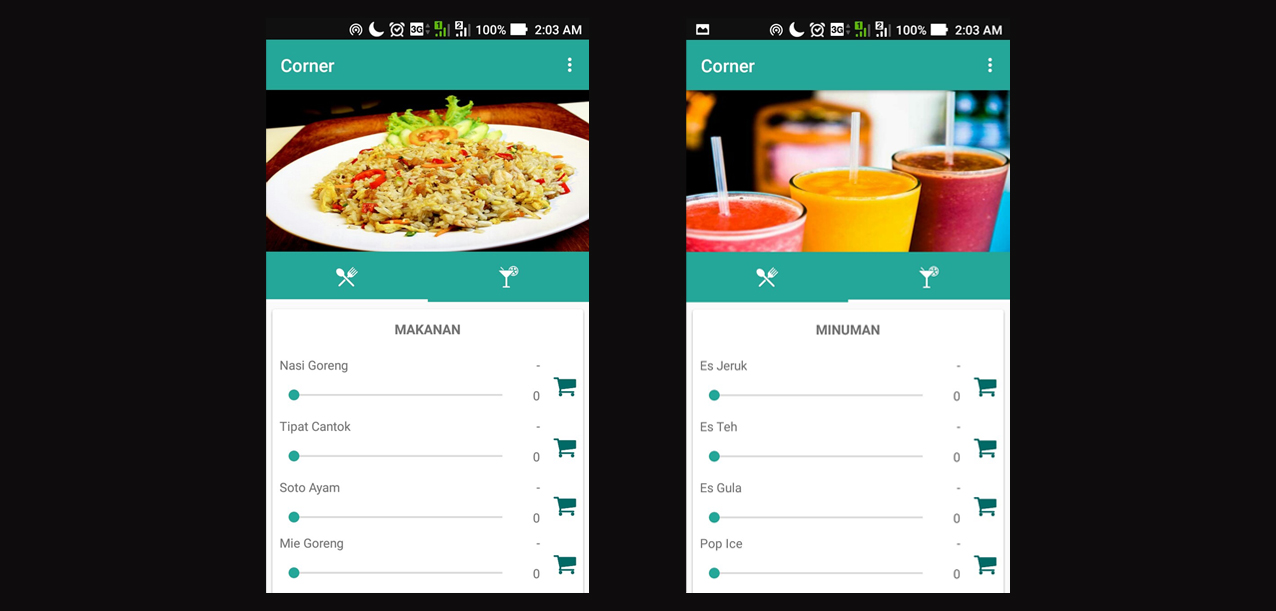 3G 1 2 100% 2:03 AM
Corner
MAKANAN
Nasi Goreng -
0
Tipat Cantok -
0
Soto Ayam -
0
Mie Goreng -
0
3G 1 2 100% 2:03 AM
Corner
MINUMAN
Es Jeruk -
0
Es Teh -
0
Es Gula -
0
Pop Ice -
0